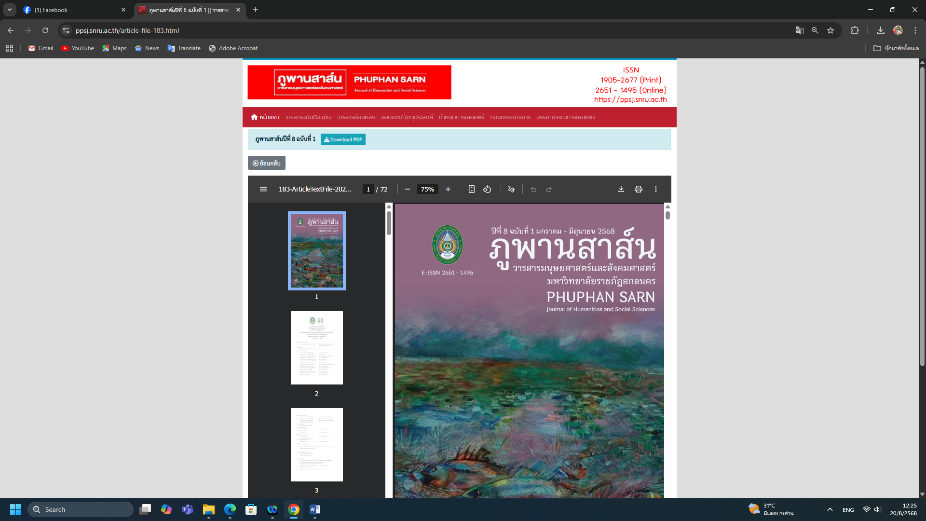 (1) Facebook
ภูพานสาส์นปีที่ 8 ฉบับที่ 1 || วารสาร
ppsj.snru.ac.th/article-file-183.html
Gmail
YouTube
Maps
News
Translate
Adobe Acrobat
บุ๊กมาร์กทั้งหมด
ภูพานสาส์น
PHUPHAN SARN
Journal of Humanities and Social Sciences
ISSN
1905-2677 (Print)
2651 - 1495 (Online)
https://ppsj.snru.ac.th
หน้าแรก
ภูพานสาส์นปีที่ 8 ฉบับที่ 1
Download PDF
ย้อนกลับ
183-ArticleTextFile-202...
1 / 72
75%
1
2
3
ปีที่ 8 ฉบับที่ 1 มกราคม - มิถุนายน 2568
ภูพานสาส์น
วารสารมนุษยศาสตร์และสังคมศาสตร์
มหาวิทยาลัยราชภัฏสกลนคร
PHUPHAN SARN
Journal of Humanities and Social Sciences
E-ISSN 2651-1495
Search
31°C
ENG
12:25
20/8/2568